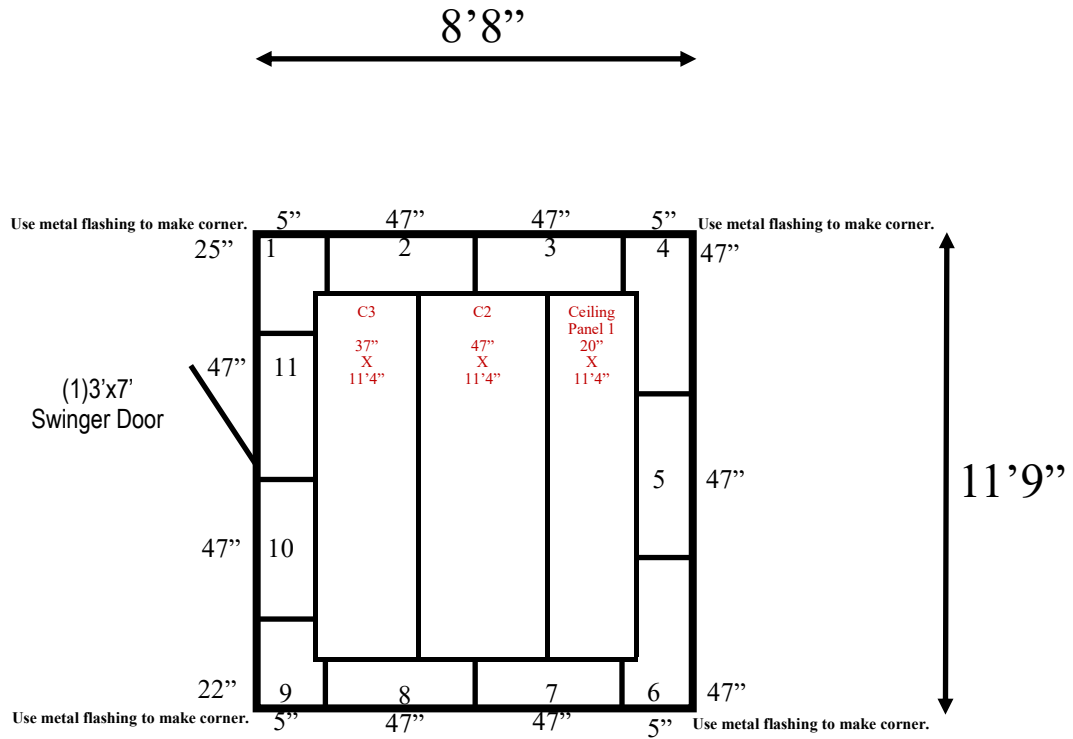 8’8”
5” 47” 47” 5”
Use metal flashing to make corner. Use metal flashing to make corner.
25” 1 2 3 4 47”
C3 C2 Ceiling
Panel 1
37” 47” 20”
X X X
11’4” 11’4” 11’4”
47” 11
(1)3’x7’
Swinger Door
5 47” 11’9”
47” 10
22” 9 8 7 6 47”
Use metal flashing to make corner. 5” 47” 47” 5” Use metal flashing to make corner.